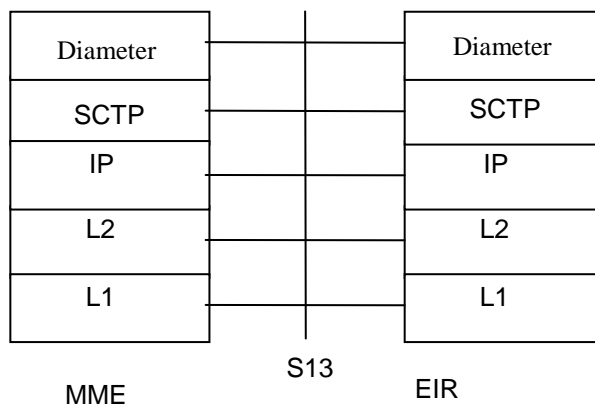 Diameter
Diameter
SCTP
SCTP
IP
IP
L2
L2
L1
L1
S13
MME
EIR